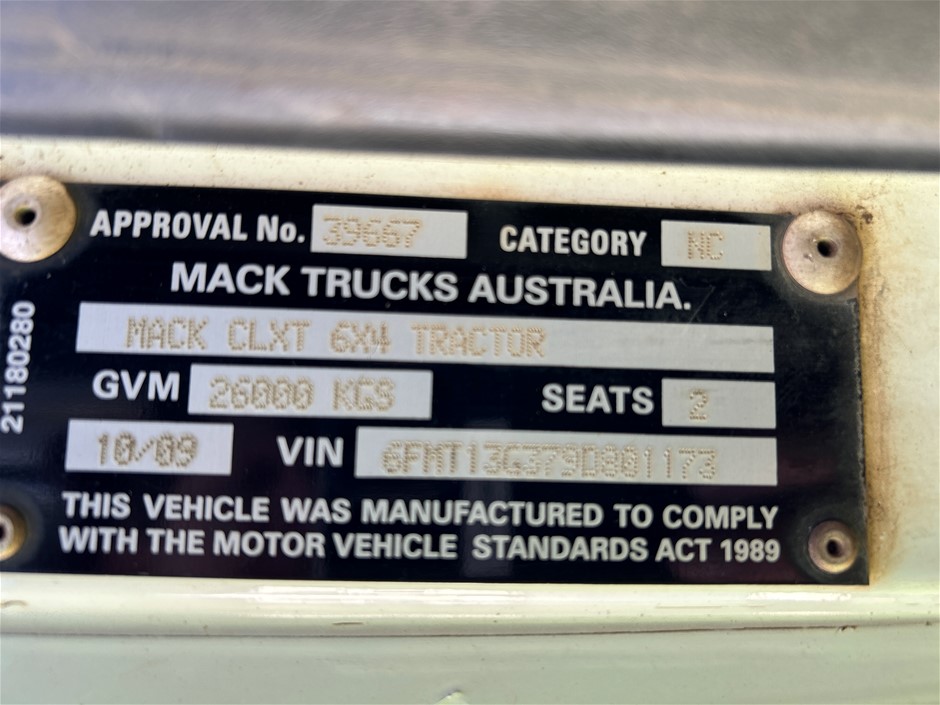 APPROVAL No. 39667 CATEGORY NC
MACK TRUCKS AUSTRALIA.
MACK CLXT 6X4 TRACTOR
GVM 26000 KGS SEATS 2
10/09 VIN 6FMT13G379D801173
THIS VEHICLE WAS MANUFACTURED TO COMPLY
WITH THE MOTOR VEHICLE STANDARDS ACT 1989
21180280